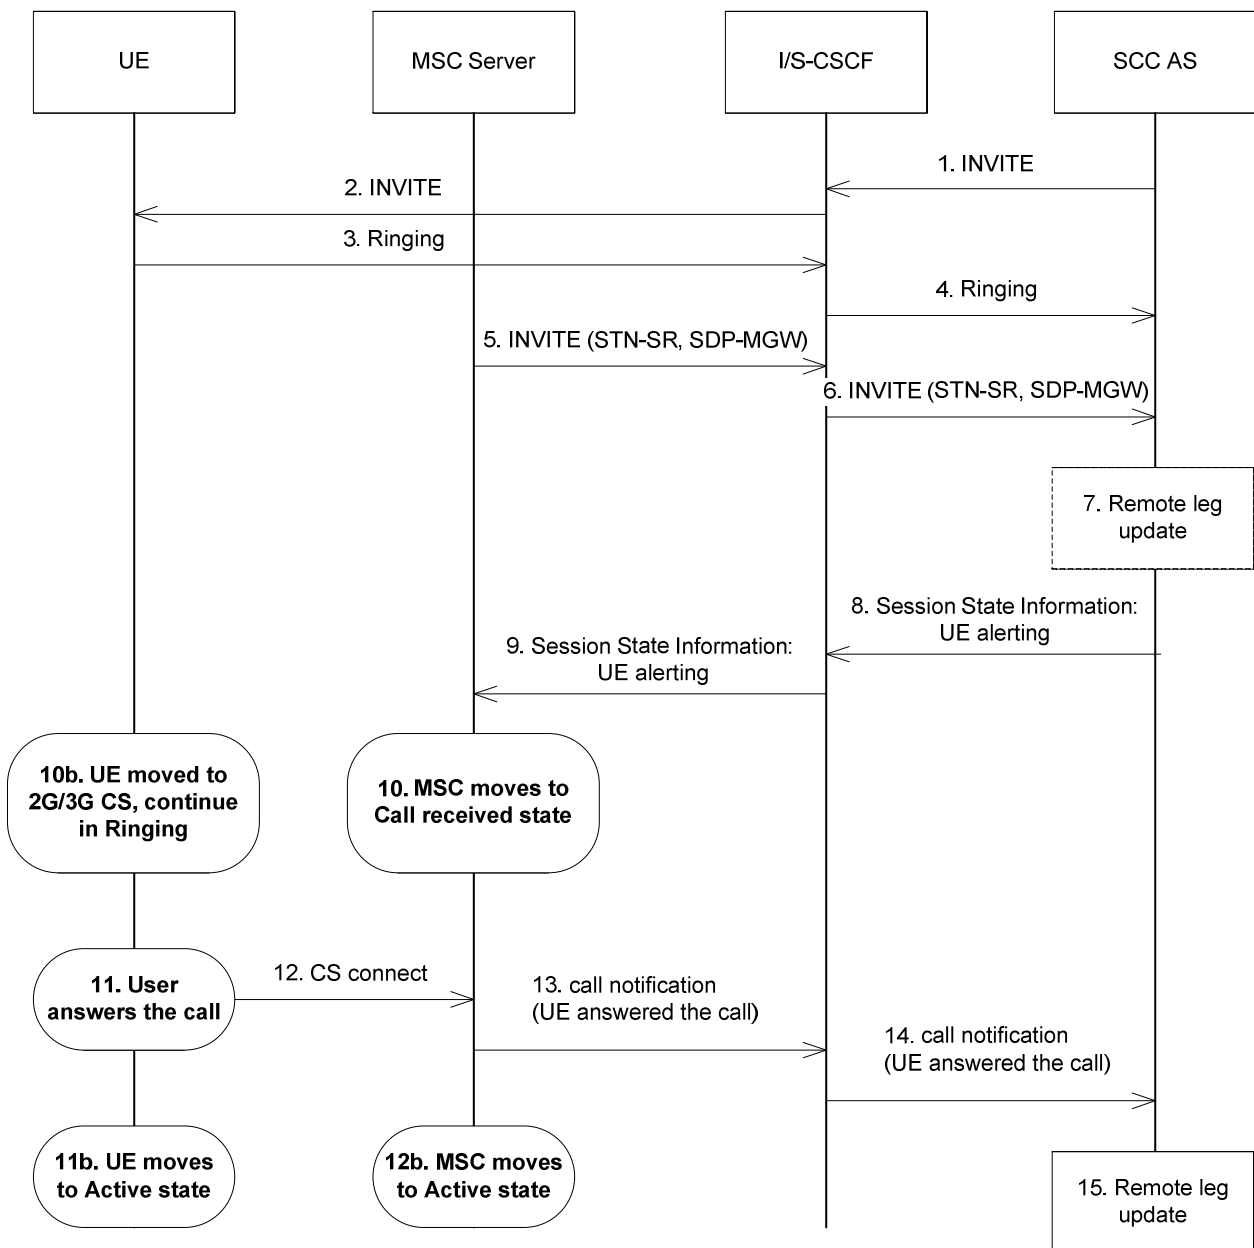 UE
MSC Server
I/S-CSCF
SCC AS
1. INVITE
2. INVITE
3. Ringing
4. Ringing
5. INVITE (STN-SR, SDP-MGW)
6. INVITE (STN-SR, SDP-MGW)
7. Remote leg
update
8. Session State Information:
UE alerting
9. Session State Information:
UE alerting
10b. UE moved to
2G/3G CS, continue
in Ringing
10. MSC moves to
Call received state
11. User
answers the call
12. CS connect
13. call notification
(UE answered the call)
14. call notification
(UE answered the call)
11b. UE moves
to Active state
12b. MSC moves
to Active state
15. Remote leg
update